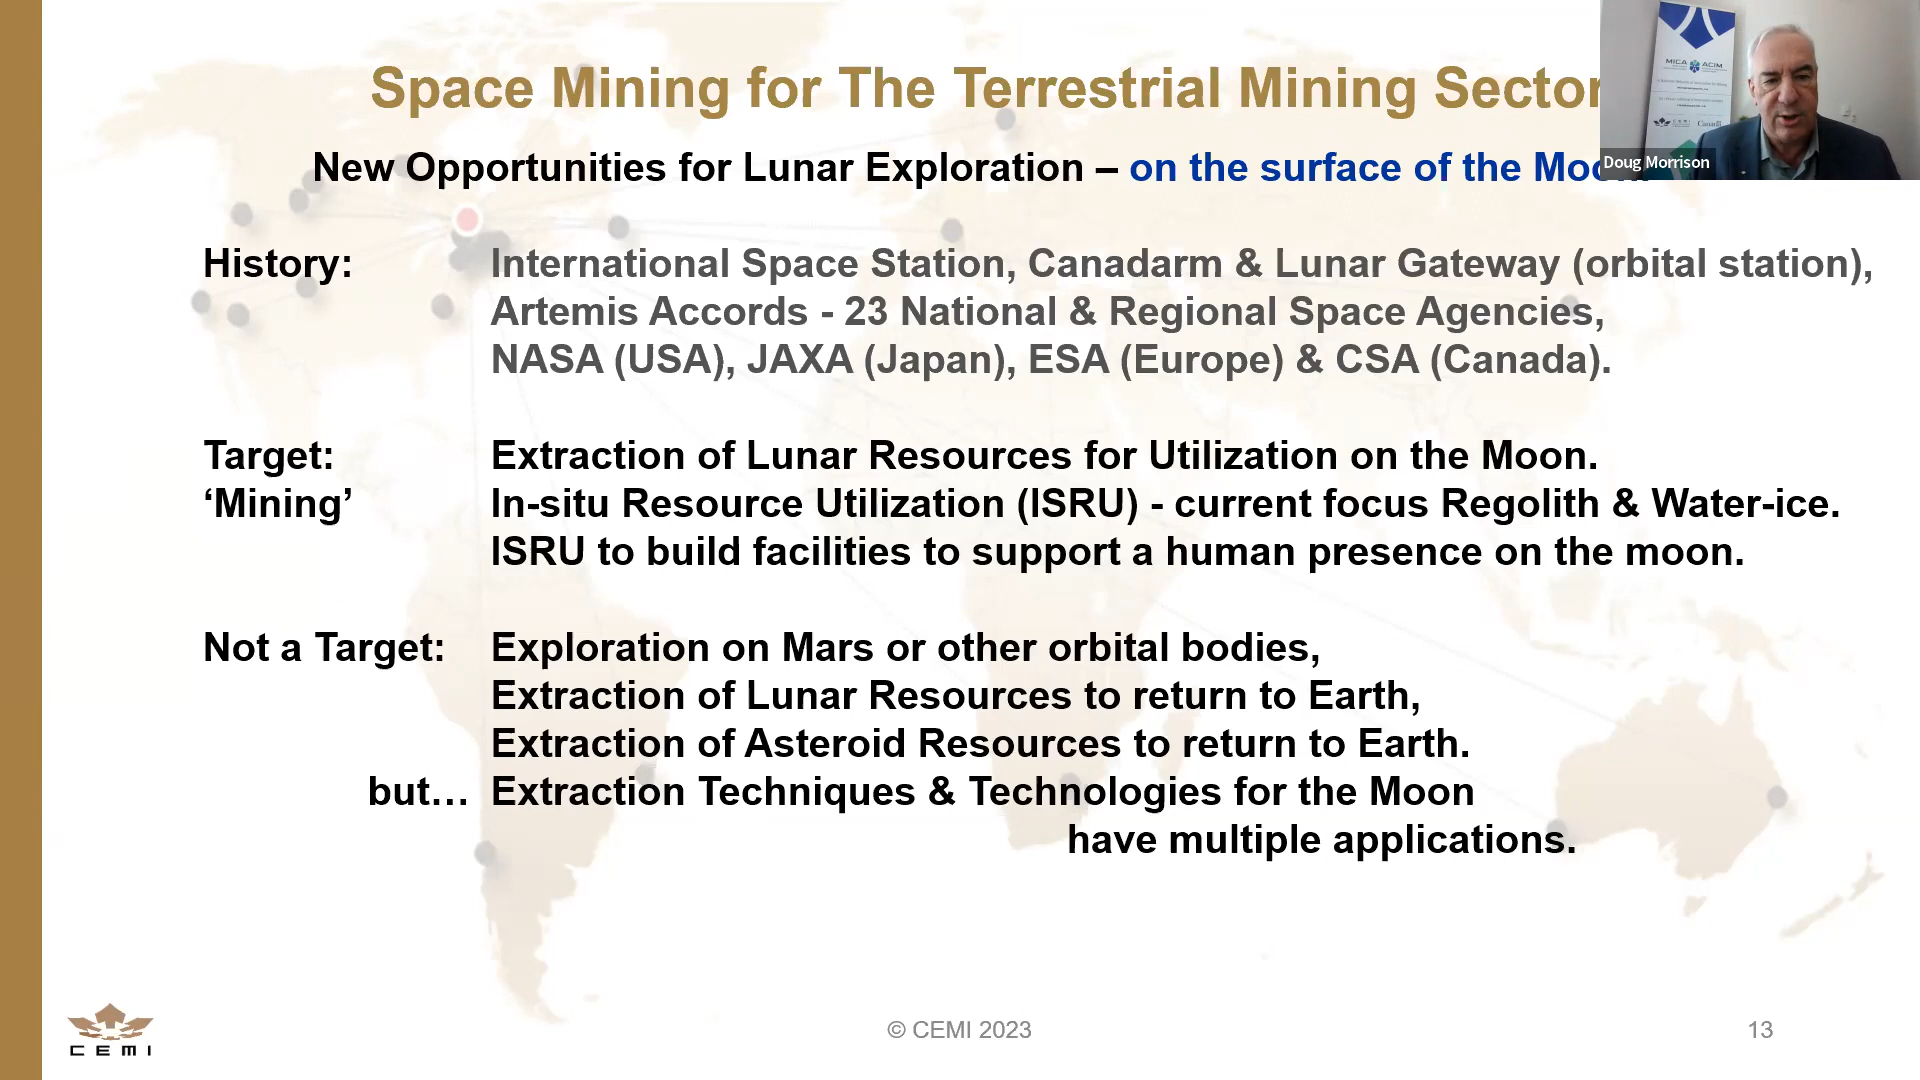 Space Mining for The Terrestrial Mining Sector
New Opportunities for Lunar Exploration – on the surface of the
MICA ACIM
CEMI Canada
Doug Morrison
History: International Space Station, Canadarm & Lunar Gateway (orbital station),
Artemis Accords - 23 National & Regional Space Agencies,
NASA (USA), JAXA (Japan), ESA (Europe) & CSA (Canada).
Target: Extraction of Lunar Resources for Utilization on the Moon.
‘Mining’ In-situ Resource Utilization (ISRU) - current focus Regolith & Water-ice.
ISRU to build facilities to support a human presence on the moon.
Not a Target: Exploration on Mars or other orbital bodies,
Extraction of Lunar Resources to return to Earth,
Extraction of Asteroid Resources to return to Earth.
but… Extraction Techniques & Technologies for the Moon
have multiple applications.
CEMI
© CEMI 2023
13